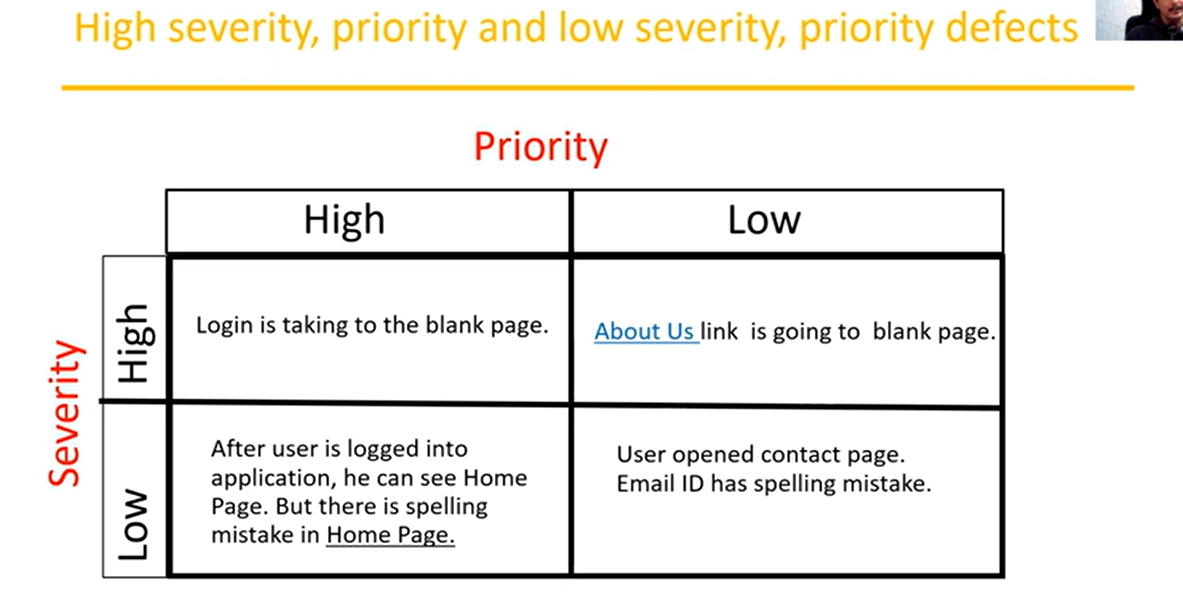 High severity, priority and low severity, priority defects
Priority
High
Low
Severity
High
Login is taking to the blank page.
About Us link is going to blank page.
Low
After user is logged into
application, he can see Home
Page. But there is spelling
mistake in Home Page.
User opened contact page.
Email ID has spelling mistake.